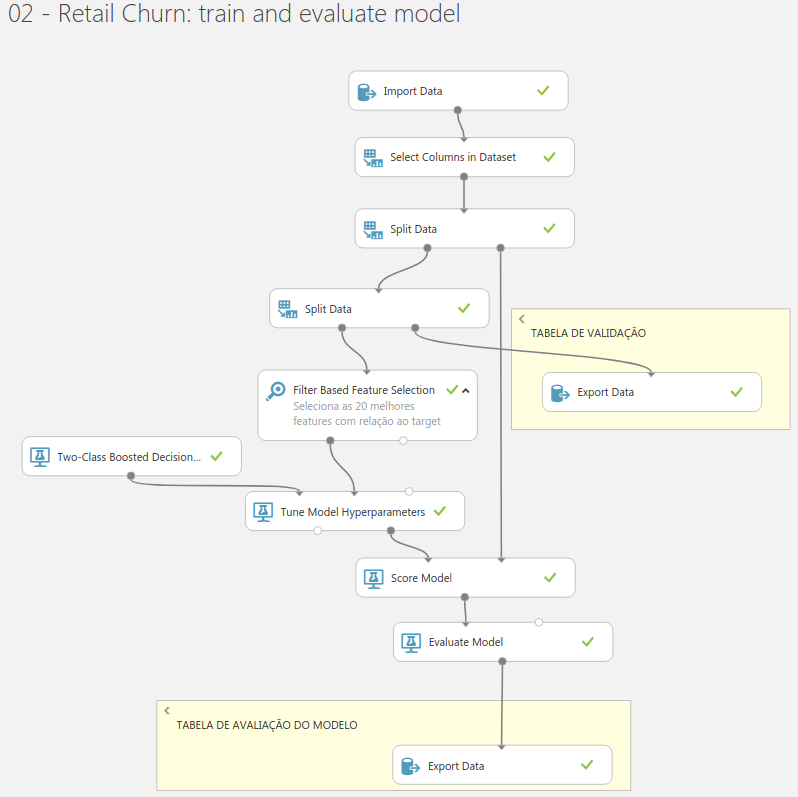 02 - Retail Churn: train and evaluate model
Import Data
Select Columns in Dataset
Split Data
Split Data
TABELA DE VALIDAÇÃO
Export Data
Filter Based Feature Selection
Seleciona as 20 melhores
features com relação ao target
Two-Class Boosted Decision...
Tune Model Hyperparameters
Score Model
Evaluate Model
TABELA DE AVALIAÇÃO DO MODELO
Export Data